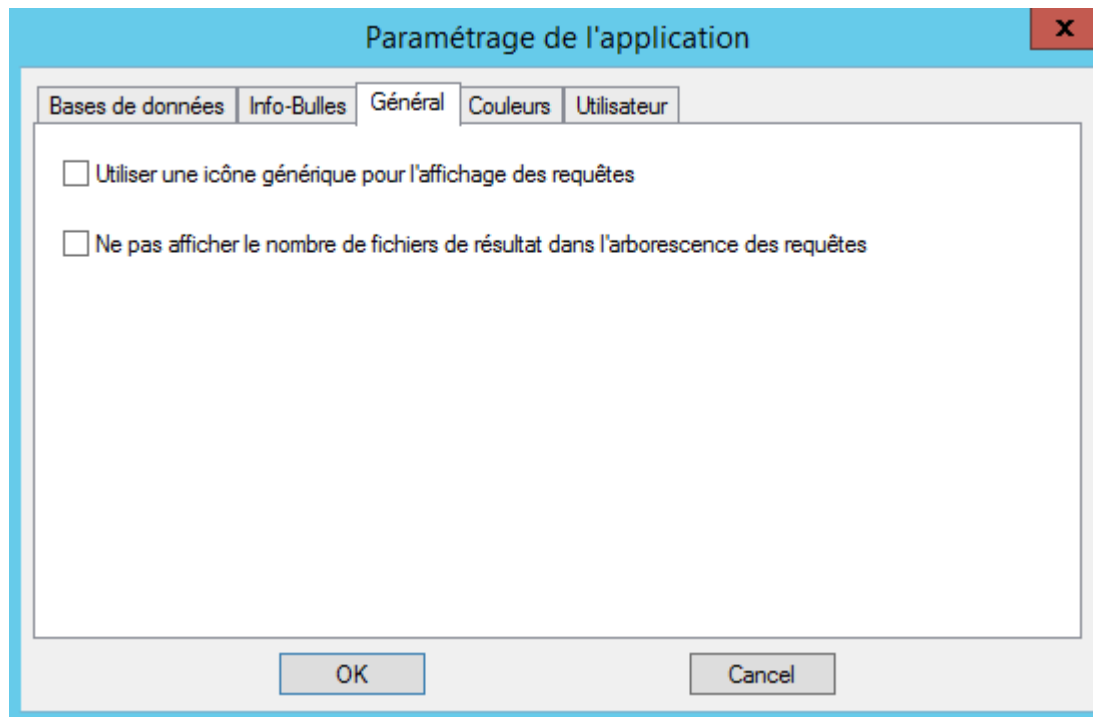 Paramétrage de l'application
x
Bases de données Info-Bulles Général Couleurs Utilisateur
Utiliser une icône générique pour l'affichage des requêtes
Ne pas afficher le nombre de fichiers de résultat dans l'arborescence des requêtes
OK Cancel